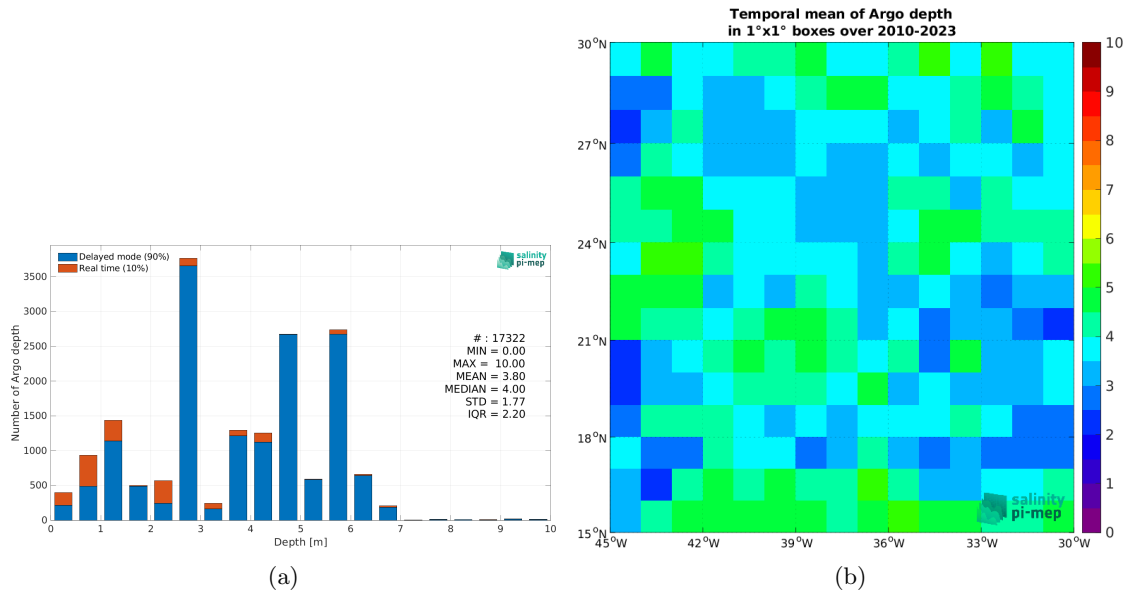 Delayed mode (90%)
Real time (10%)
salinity
pi-mep
# : 17322
MIN = 0.00
MAX = 10.00
MEAN = 3.80
MEDIAN = 4.00
STD = 1.77
IQR = 2.20
Number of Argo depth
3500
3000
2500
2000
1500
1000
500
0
0 1 2 3 4 5 6 7 8 9 10
Depth [m]
(a)
Temporal mean of Argo depth
in 1°x1° boxes over 2010-2023
30°N
27°N
24°N
21°N
18°N
15°N
45°W 42°W 39°W 36°W 33°W 30°W
salinity
pi-mep
10
9
8
7
6
5
4
3
2
1
0
(b)